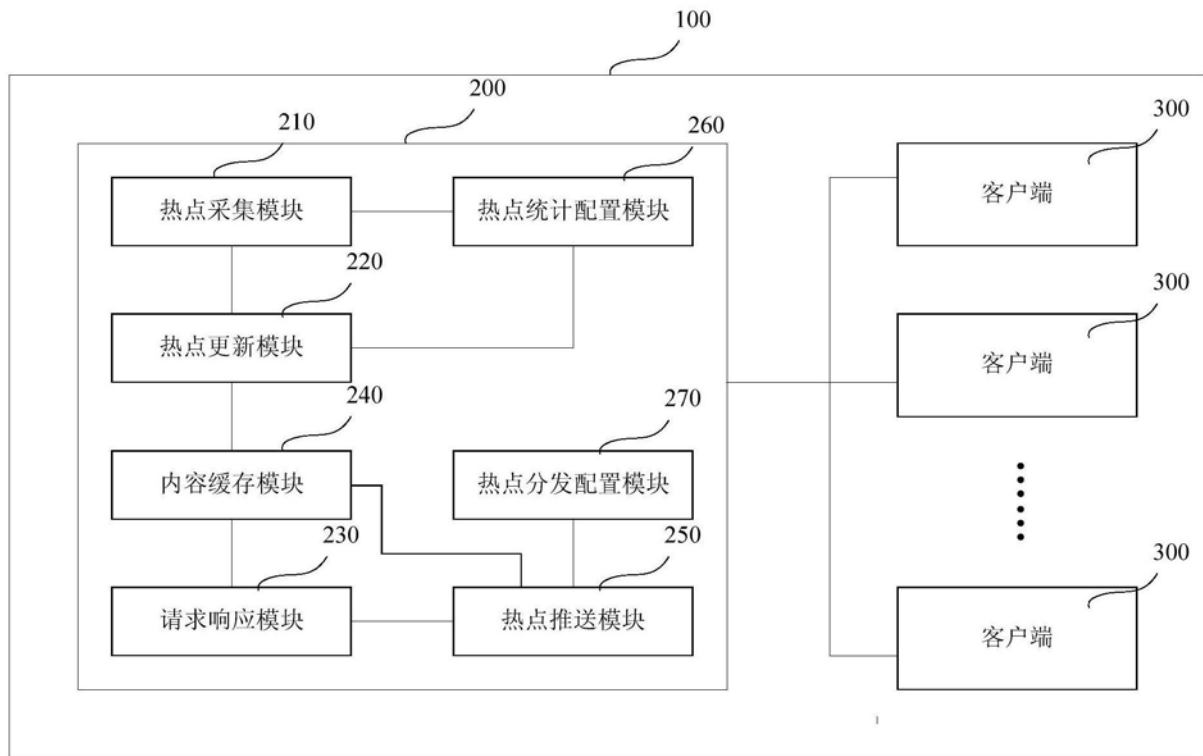 100
200
210
260
300
热点采集模块
热点统计配置模块
客户端
220
300
热点更新模块
客户端
240
270
内容缓存模块
热点分发配置模块
230
250
300
请求响应模块
热点推送模块
客户端